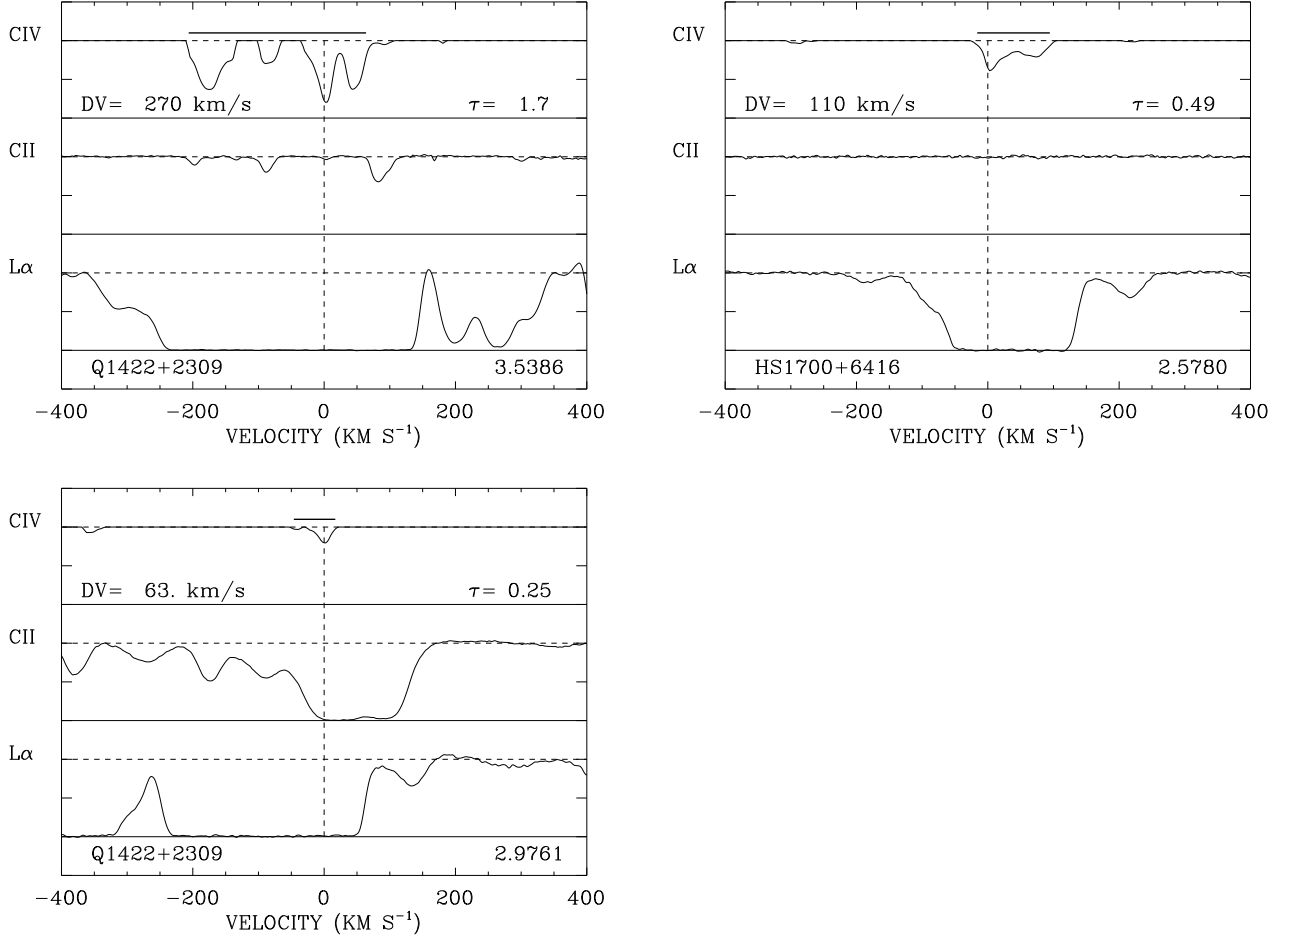 CIV
DV= 270 km/s τ= 1.7
CII
Lα
Q1422+2309 3.5386
−400 −200 0 200 400
VELOCITY (KM S⁻¹)
CIV
DV= 110 km/s τ= 0.49
CII
Lα
HS1700+6416 2.5780
−400 −200 0 200 400
VELOCITY (KM S⁻¹)
CIV
DV= 63. km/s τ= 0.25
CII
Lα
Q1422+2309 2.9761
−400 −200 0 200 400
VELOCITY (KM S⁻¹)